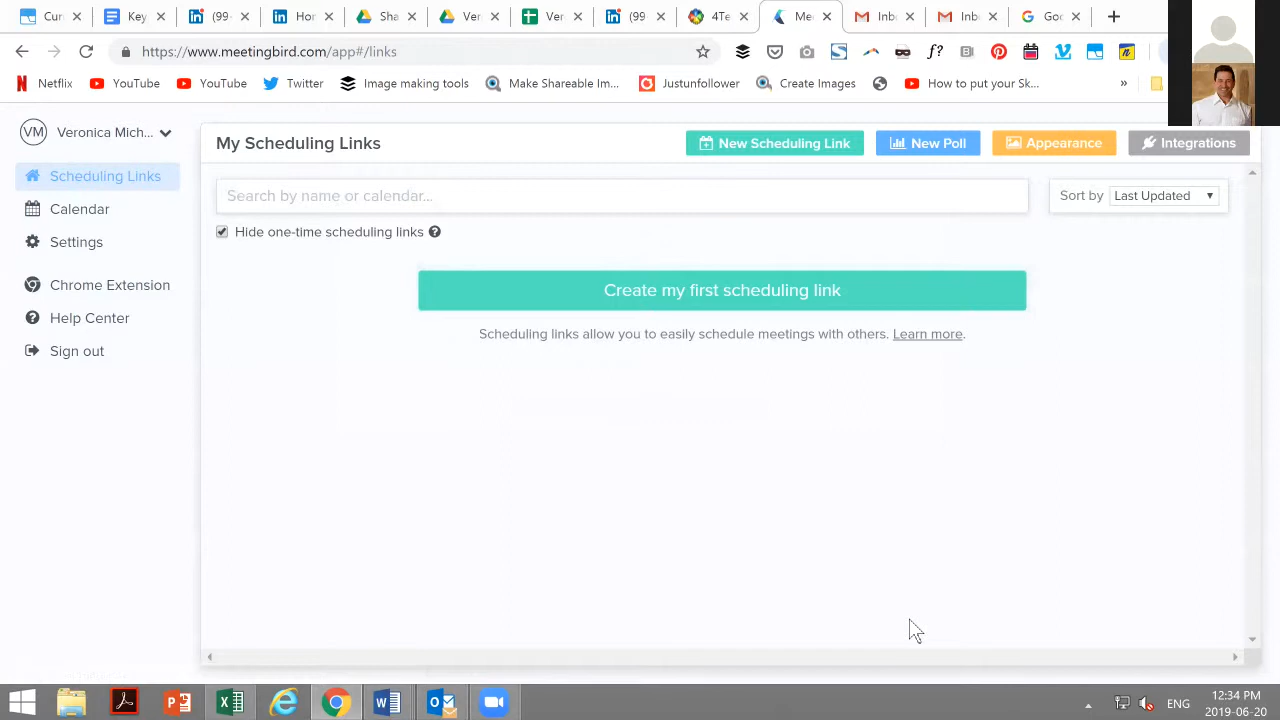 Cur
Key
(99
Hor
Sha
Ver
Ver
(99
4Te
Me
Inb
Inb
Goo
https://www.meetingbird.com/app#/links
f?
Netflix
YouTube
YouTube
Twitter
Image making tools
Make Shareable Im...
Justunfollower
Create Images
How to put your Sk...
»
VM
Veronica Mich...
My Scheduling Links
New Scheduling Link
New Poll
Appearance
Integrations
Scheduling Links
Calendar
Settings
Chrome Extension
Help Center
Sign out
Search by name or calendar...
Sort by
Last Updated
Hide one-time scheduling links
Create my first scheduling link
Scheduling links allow you to easily schedule meetings with others. Learn more.
ENG
12:34 PM
2019-06-20